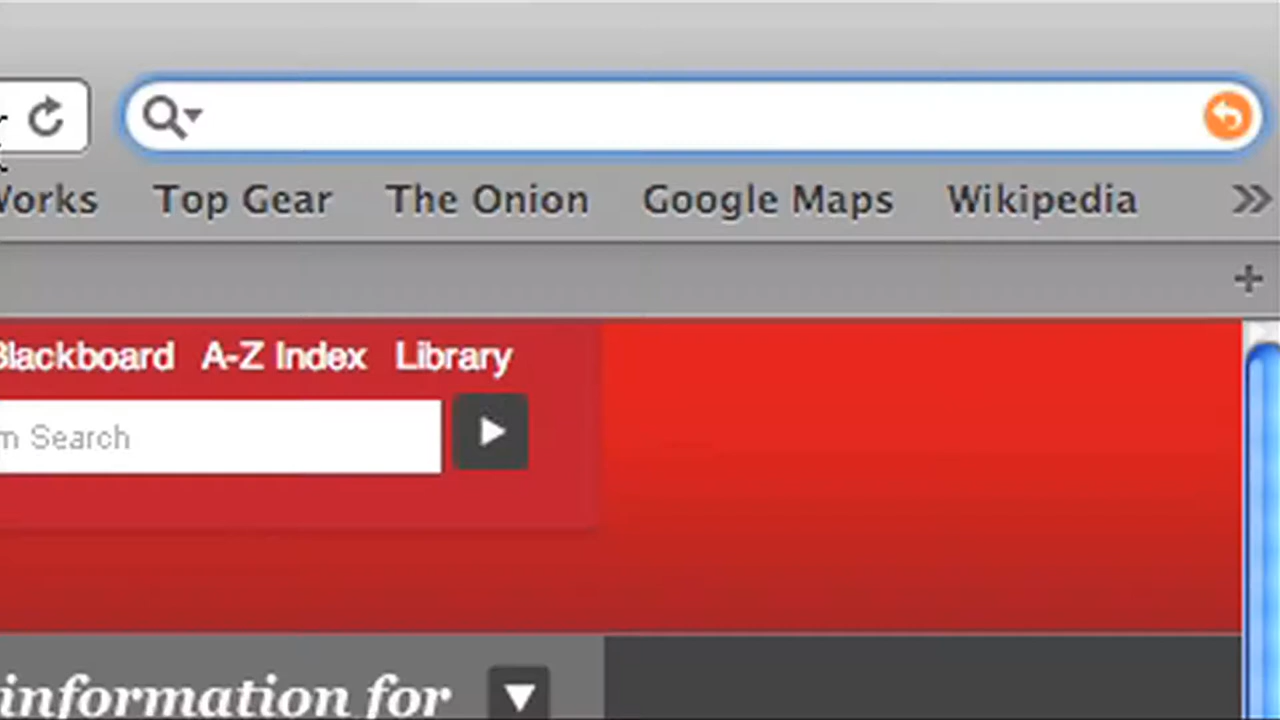 Works Top Gear The Onion Google Maps Wikipedia
Blackboard A-Z Index Library
m Search
information for